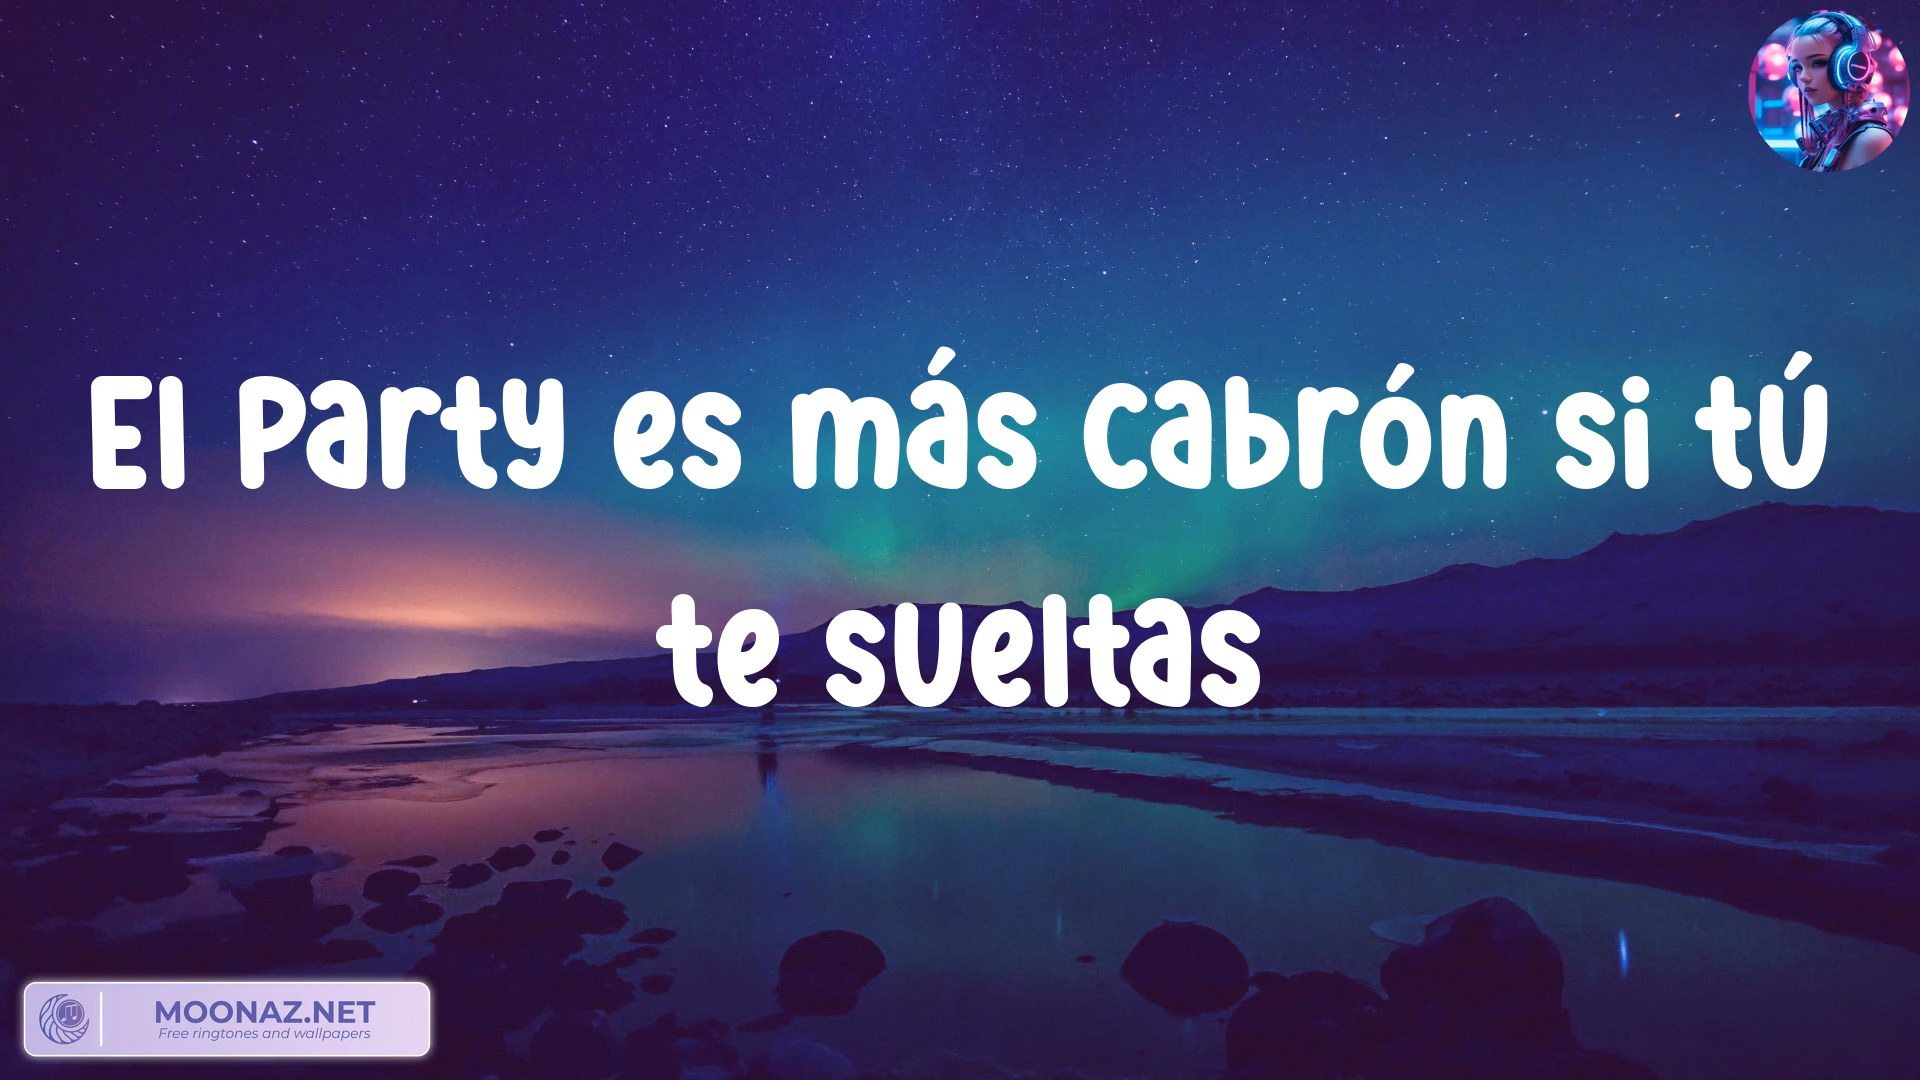 El Party es más cabrón si tú
te sueltas
MOONAZ.NET
Free ringtones and wallpapers